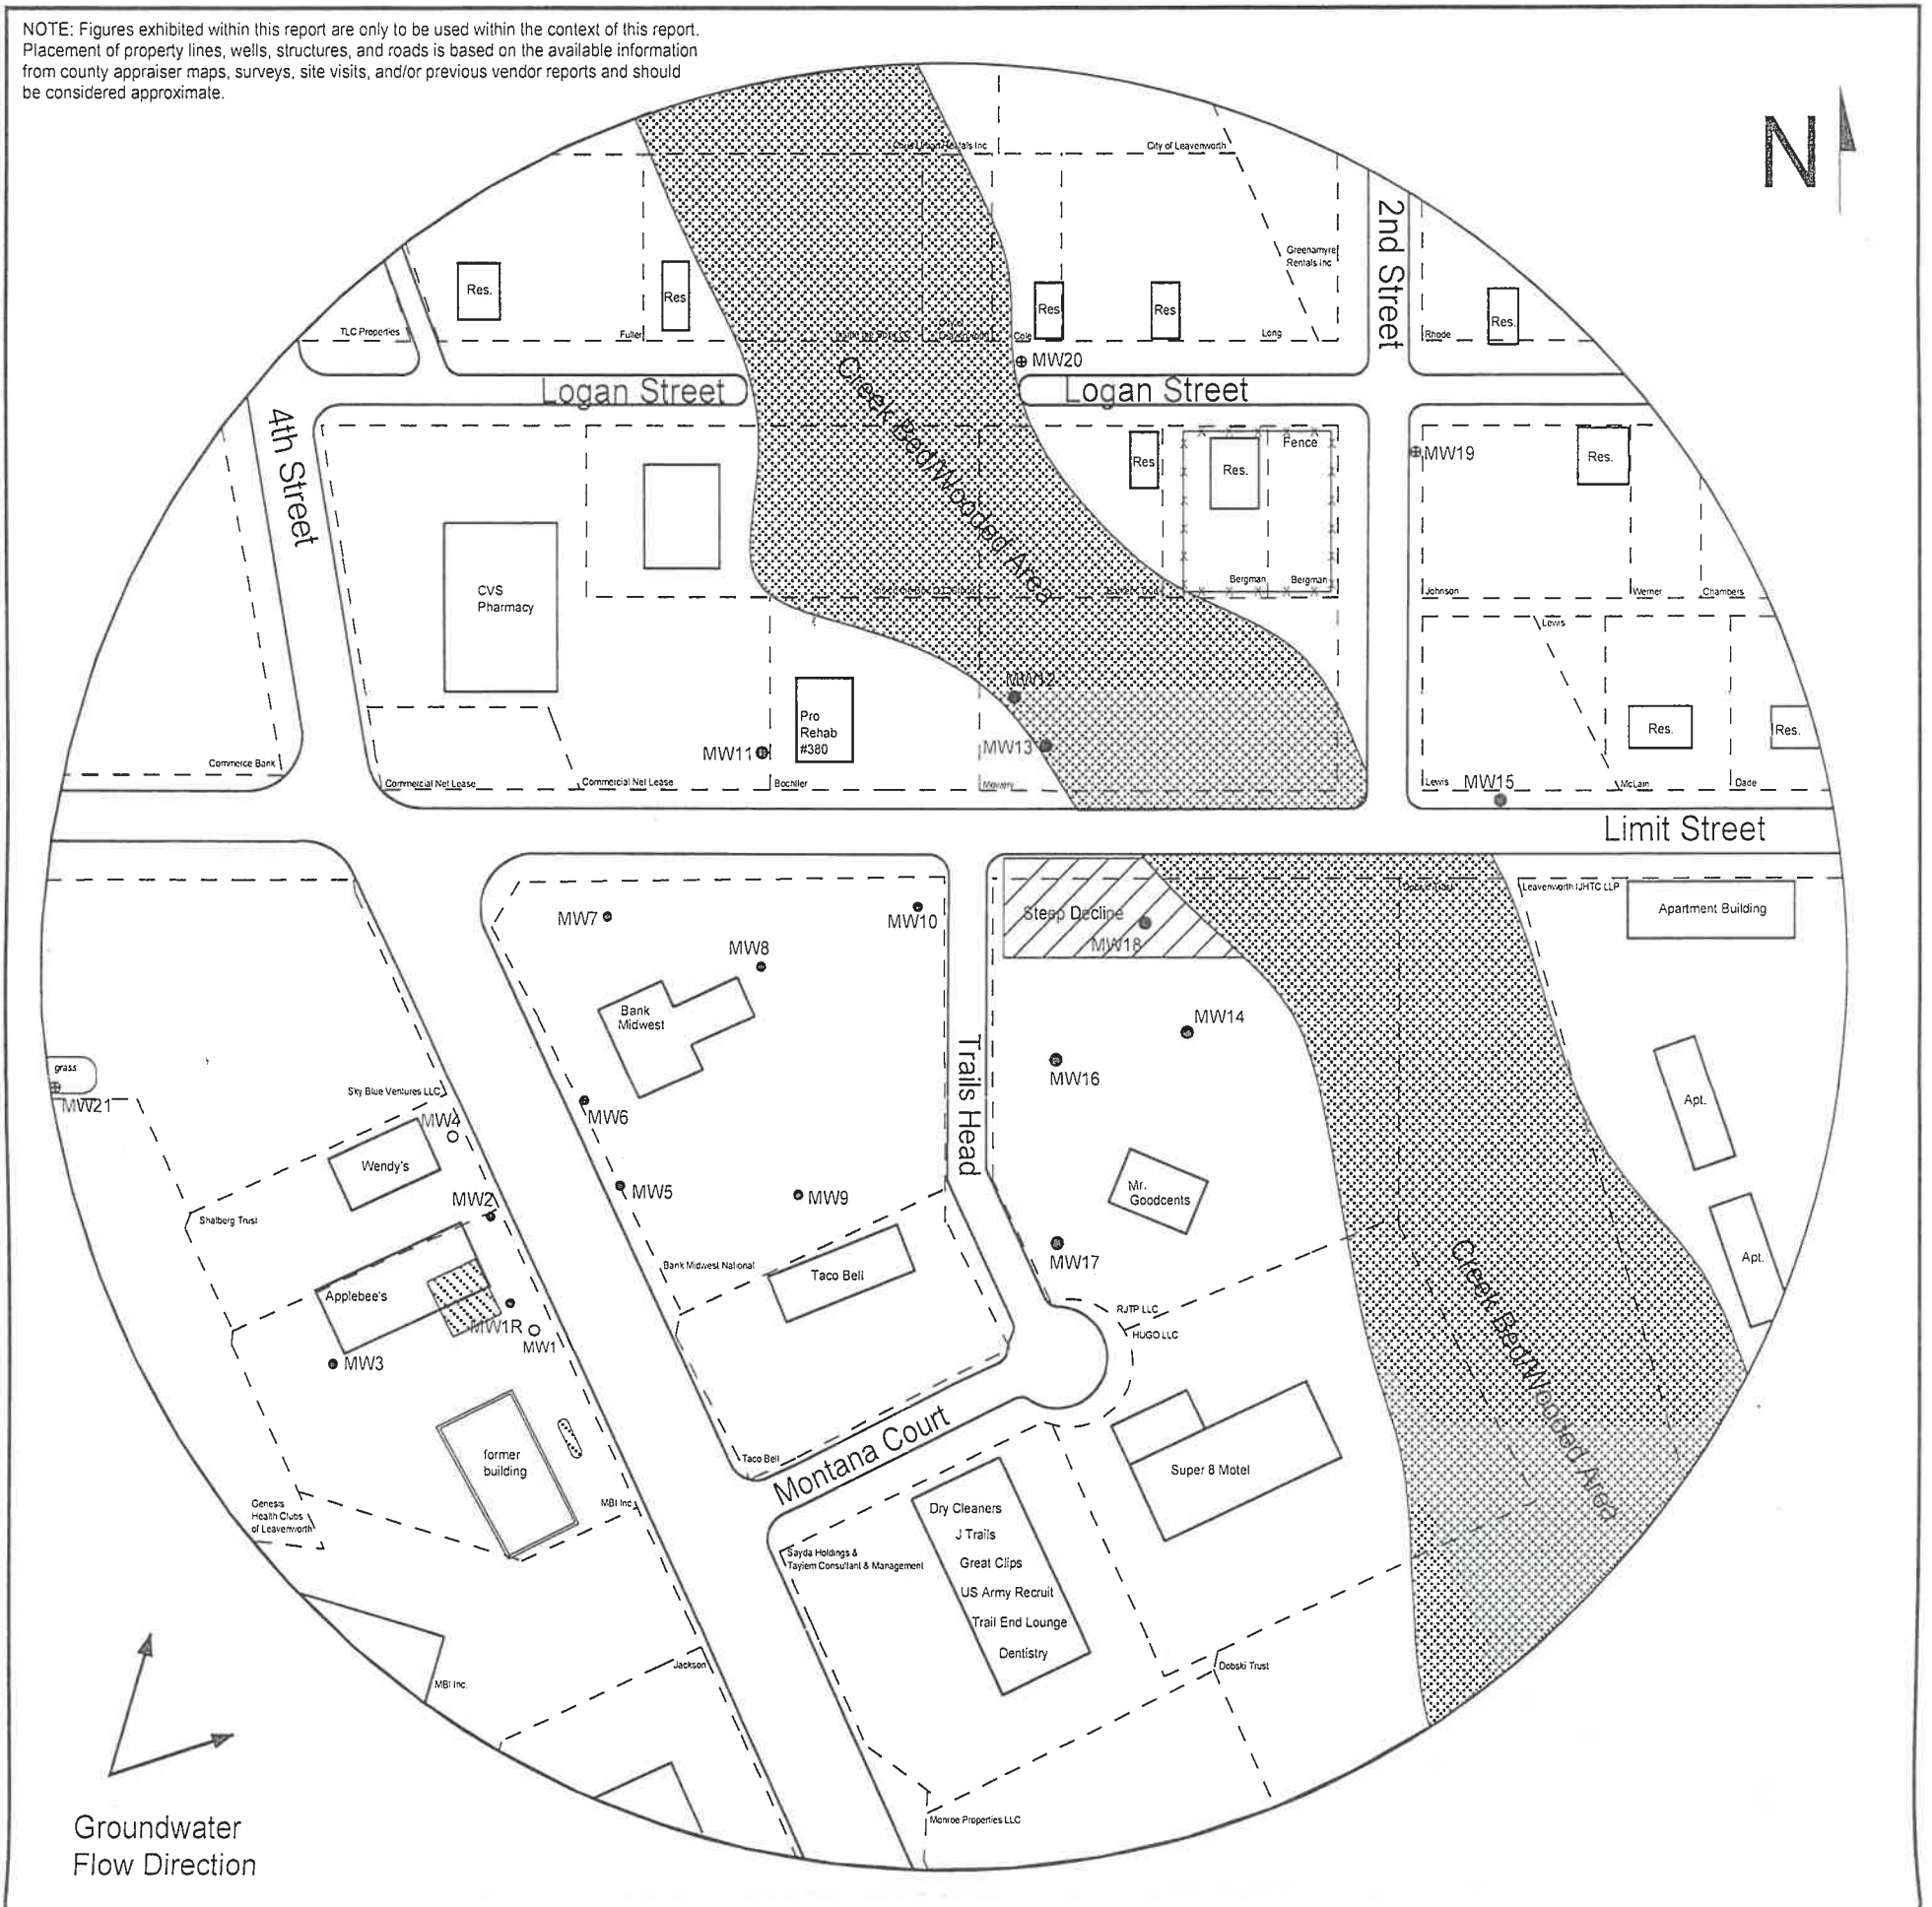 NOTE: Figures exhibited within this report are only to be used within the context of this report.
Placement of property lines, wells, structures, and roads is based on the available information
from county appraiser maps, surveys, site visits, and/or previous vendor reports and should
be considered approximate.
N
City of Leavenworth
2nd Street
Greenamyre
Rentals Inc
Res.
Res
Res
Res
Res.
TLC Properties
Fuller
Cole
Long
Rhode
MW20
Logan Street
Logan Street
Creek Bed/Wooded Area
4th Street
Fence
MW19
Res
Res.
Res.
CVS
Pharmacy
Bergman
Bergman
Johnson
Werner
Chambers
Lewis
MW12
Pro
Rehab
#380
MW11
MW13
Res.
Res.
Commerce Bank
Commercial Net Lease
Commercial Net Lease
Bochller
Mowery
Lewis
MW15
McLain
Dade
Limit Street
Leavenworth IJHTC LLP
Apartment Building
MW7
MW10
Steep Decline
MW18
MW8
Bank
Midwest
MW14
MW16
Trails Head
grass
MW21
Sky Blue Ventures LLC
MW4
MW6
Apt.
Wendy's
MW2
MW5
MW9
Mr.
Goodcents
Shalberg Trust
Bank Midwest National
Taco Bell
MW17
Apt.
Applebee's
MW1R
MW1
MW3
RJTP LLC
HUGO LLC
Creek Bed/Wooded Area
former
building
Taco Bell
Montana Court
Super 8 Motel
Genesis
Health Clubs
of Leavenworth
MBI Inc.
Dry Cleaners
J Trails
Great Clips
US Army Recruit
Trail End Lounge
Dentistry
Sayda Holdings &
Tayiem Consultant & Management
Jackson
MBI Inc.
Dobski Trust
Monroe Properties LLC
Groundwater
Flow Direction